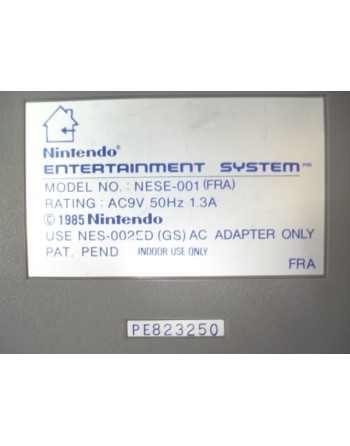 Nintendo®
ENTERTAINMENT SYSTEM™
MODEL NO. : NESE-001 (FRA)
RATING : AC9V 50Hz 1.3A
© 1985 Nintendo
USE NES-002ED (GS) AC ADAPTER ONLY
PAT. PEND INDOOR USE ONLY
FRA
PE823250